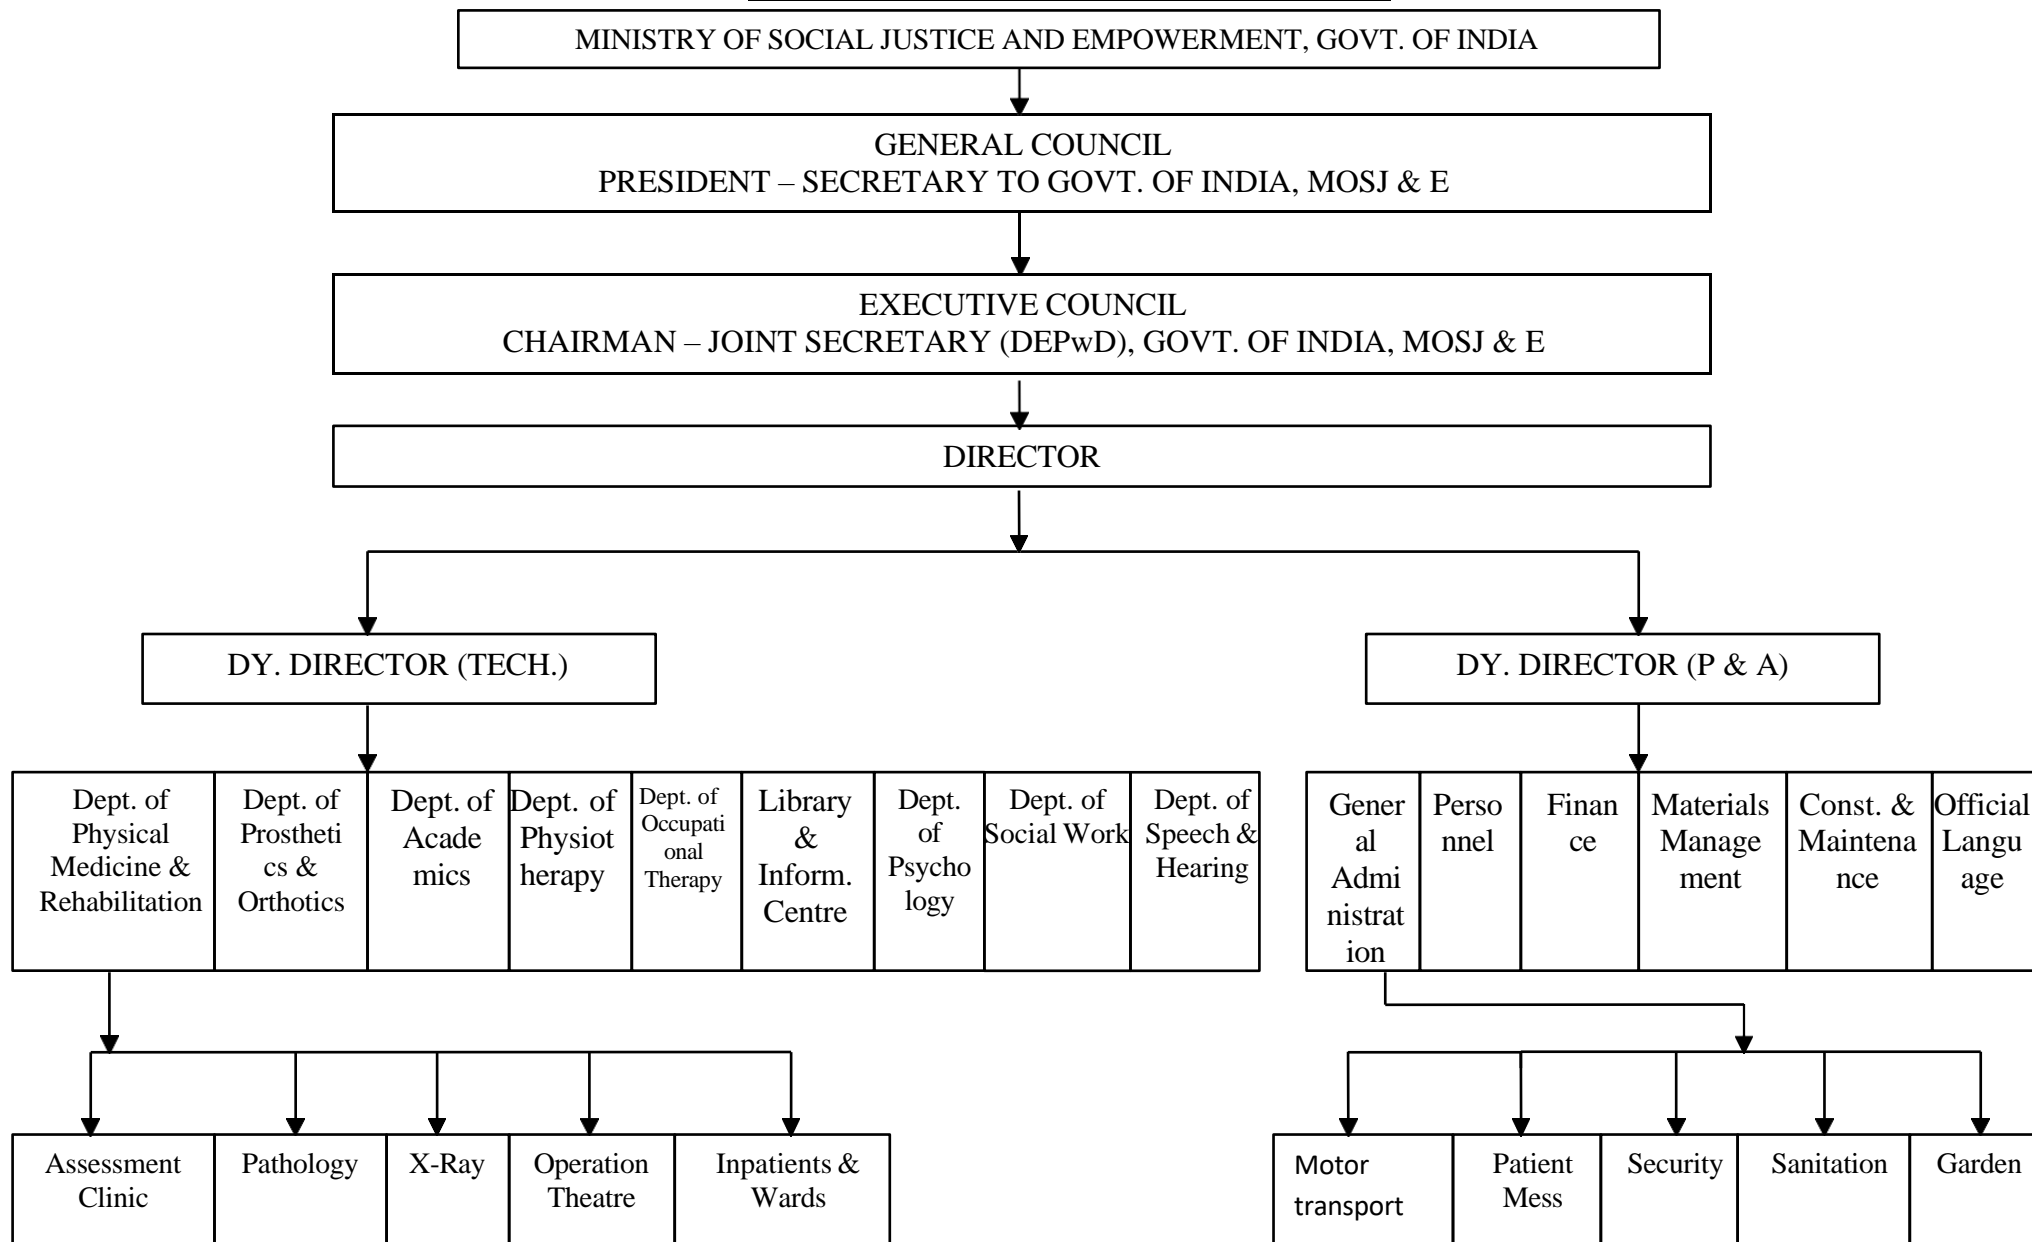 MINISTRY OF SOCIAL JUSTICE AND EMPOWERMENT, GOVT. OF INDIA
GENERAL COUNCIL
PRESIDENT – SECRETARY TO GOVT. OF INDIA, MOSJ & E
EXECUTIVE COUNCIL
CHAIRMAN – JOINT SECRETARY (DEPwD), GOVT. OF INDIA, MOSJ & E
DIRECTOR
DY. DIRECTOR (TECH.)
DY. DIRECTOR (P & A)
Dept. of
Physical
Medicine &
Rehabilitation
Dept. of
Prostheti
cs &
Orthotics
Dept. of
Acade
mics
Dept. of
Physiot
herapy
Dept. of
Occupati
onal
Therapy
Library
&
Inform.
Centre
Dept.
of
Psycho
logy
Dept. of
Social Work
Dept. of
Speech &
Hearing
Gener
al
Admi
nistrat
ion
Perso
nnel
Finan
ce
Materials
Manage
ment
Const. &
Maintena
nce
Official
Langu
age
Assessment
Clinic
Pathology
X-Ray
Operation
Theatre
Inpatients &
Wards
Motor
transport
Patient
Mess
Security
Sanitation
Garden